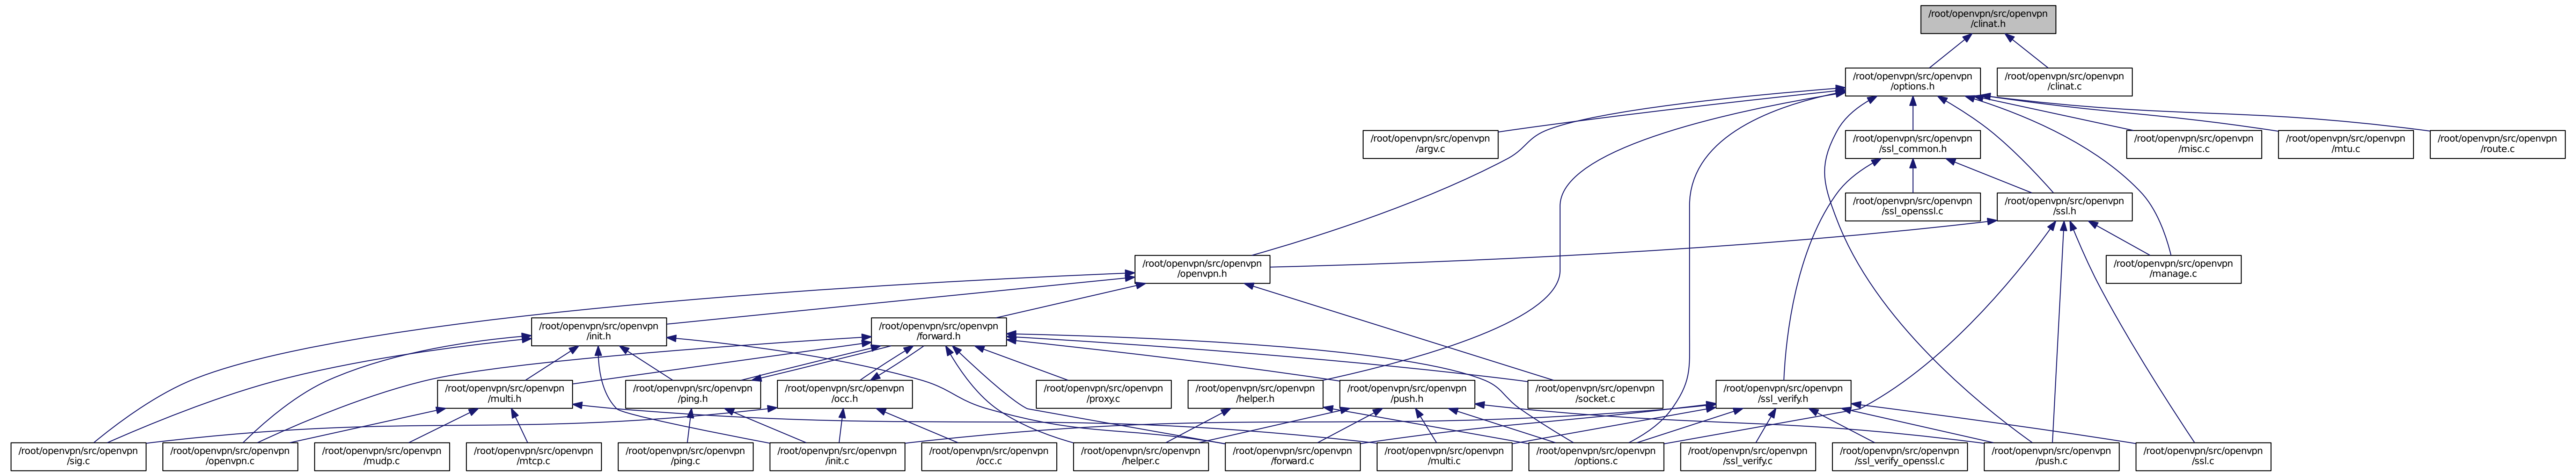 /root/openvpn/src/openvpn
/clinat.h
/root/openvpn/src/openvpn
/options.h
/root/openvpn/src/openvpn
/clinat.c
/root/openvpn/src/openvpn
/argv.c
/root/openvpn/src/openvpn
/ssl_common.h
/root/openvpn/src/openvpn
/misc.c
/root/openvpn/src/openvpn
/mtu.c
/root/openvpn/src/openvpn
/route.c
/root/openvpn/src/openvpn
/ssl_openssl.c
/root/openvpn/src/openvpn
/ssl.h
/root/openvpn/src/openvpn
/openvpn.h
/root/openvpn/src/openvpn
/manage.c
/root/openvpn/src/openvpn
/init.h
/root/openvpn/src/openvpn
/forward.h
/root/openvpn/src/openvpn
/multi.h
/root/openvpn/src/openvpn
/ping.h
/root/openvpn/src/openvpn
/occ.h
/root/openvpn/src/openvpn
/proxy.c
/root/openvpn/src/openvpn
/helper.h
/root/openvpn/src/openvpn
/push.h
/root/openvpn/src/openvpn
/socket.c
/root/openvpn/src/openvpn
/ssl_verify.h
/root/openvpn/src/openvpn
/sig.c
/root/openvpn/src/openvpn
/openvpn.c
/root/openvpn/src/openvpn
/mudp.c
/root/openvpn/src/openvpn
/mtcp.c
/root/openvpn/src/openvpn
/ping.c
/root/openvpn/src/openvpn
/init.c
/root/openvpn/src/openvpn
/occ.c
/root/openvpn/src/openvpn
/helper.c
/root/openvpn/src/openvpn
/forward.c
/root/openvpn/src/openvpn
/multi.c
/root/openvpn/src/openvpn
/options.c
/root/openvpn/src/openvpn
/ssl_verify.c
/root/openvpn/src/openvpn
/ssl_verify_openssl.c
/root/openvpn/src/openvpn
/push.c
/root/openvpn/src/openvpn
/ssl.c